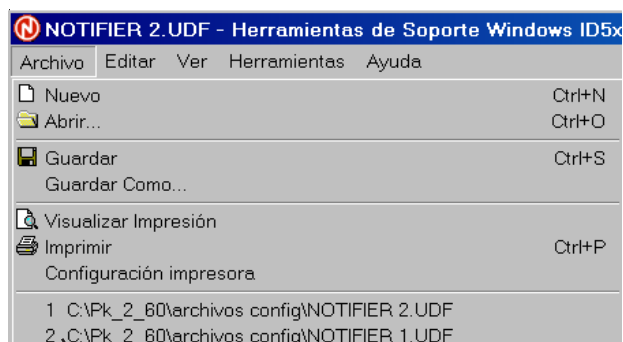 NOTIFIER 2.UDF - Herramientas de Soporte Windows ID5x
Archivo Editar Ver Herramientas Ayuda
Nuevo Ctrl+N
Abrir... Ctrl+O
Guardar Ctrl+S
Guardar Como...
Visualizar Impresión
Imprimir Ctrl+P
Configuración impresora
1 C:\Pk_2_60\archivos config\NOTIFIER 2.UDF
2 C:\Pk_2_60\archivos config\NOTIFIER 1.UDF